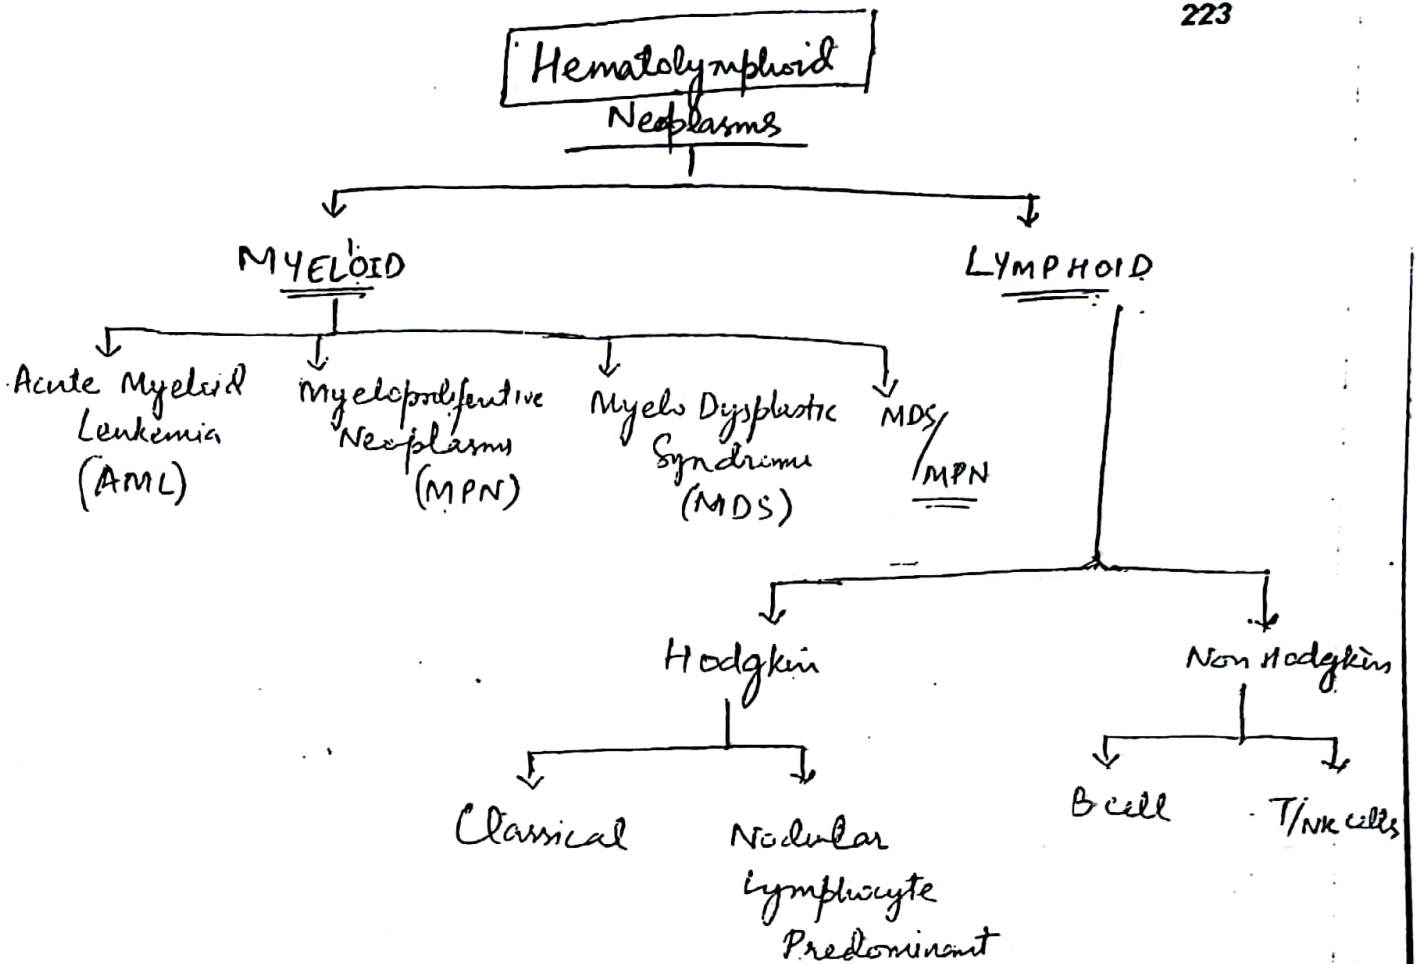 223
Hematolymphoid
Neoplasms
MYELOID
LYMPHOID
Acute Myeloid
Leukemia
(AML)
Myeloproliferative
Neoplasms
(MPN)
Myelo Dysplastic
Syndrome
(MDS)
MDS/
MPN
Hodgkin
Non Hodgkins
Classical
Nodular
Lymphocyte
Predominant
B cell
T/NK cells